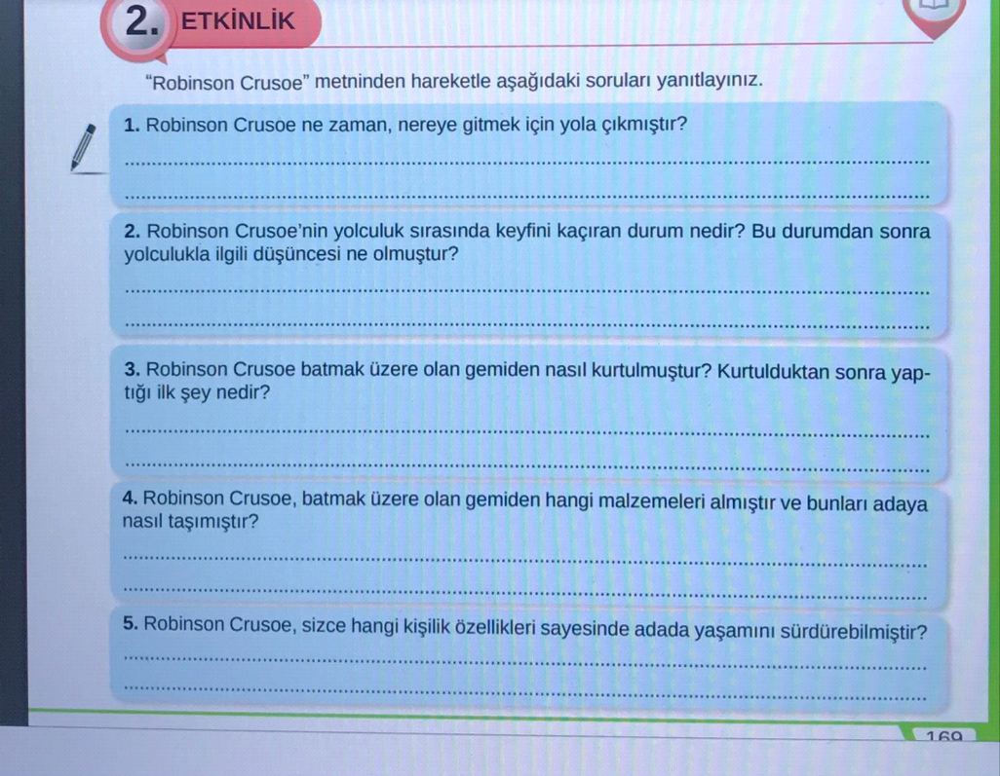 2. ETKİNLİK
“Robinson Crusoe” metninden hareketle aşağıdaki soruları yanıtlayınız.
1. Robinson Crusoe ne zaman, nereye gitmek için yola çıkmıştır?
2. Robinson Crusoe’nin yolculuk sırasında keyfini kaçıran durum nedir? Bu durumdan sonra
yolculukla ilgili düşüncesi ne olmuştur?
3. Robinson Crusoe batmak üzere olan gemiden nasıl kurtulmuştur? Kurtulduktan sonra yap-
tığı ilk şey nedir?
4. Robinson Crusoe, batmak üzere olan gemiden hangi malzemeleri almıştır ve bunları adaya
nasıl taşımıştır?
5. Robinson Crusoe, sizce hangi kişilik özellikleri sayesinde adada yaşamını sürdürebilmiştir?
169